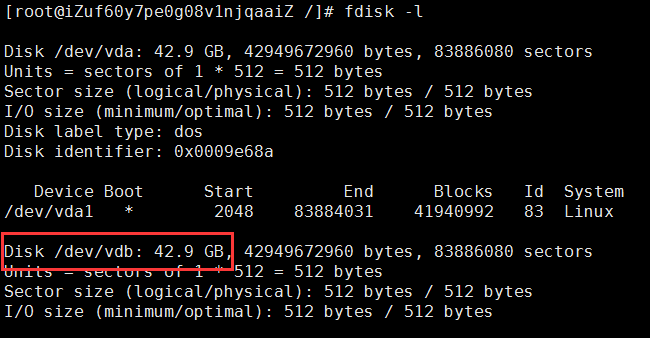 [root@iZuf60y7pe0g08v1njqaaiZ /]# fdisk -l
Disk /dev/vda: 42.9 GB, 42949672960 bytes, 83886080 sectors
Units = sectors of 1 * 512 = 512 bytes
Sector size (logical/physical): 512 bytes / 512 bytes
I/O size (minimum/optimal): 512 bytes / 512 bytes
Disk label type: dos
Disk identifier: 0x0009e68a
Device Boot Start End Blocks Id System
/dev/vda1 * 2048 83884031 41940992 83 Linux
Disk /dev/vdb: 42.9 GB, 42949672960 bytes, 83886080 sectors
Units = sectors of 1 * 512 = 512 bytes
Sector size (logical/physical): 512 bytes / 512 bytes
I/O size (minimum/optimal): 512 bytes / 512 bytes